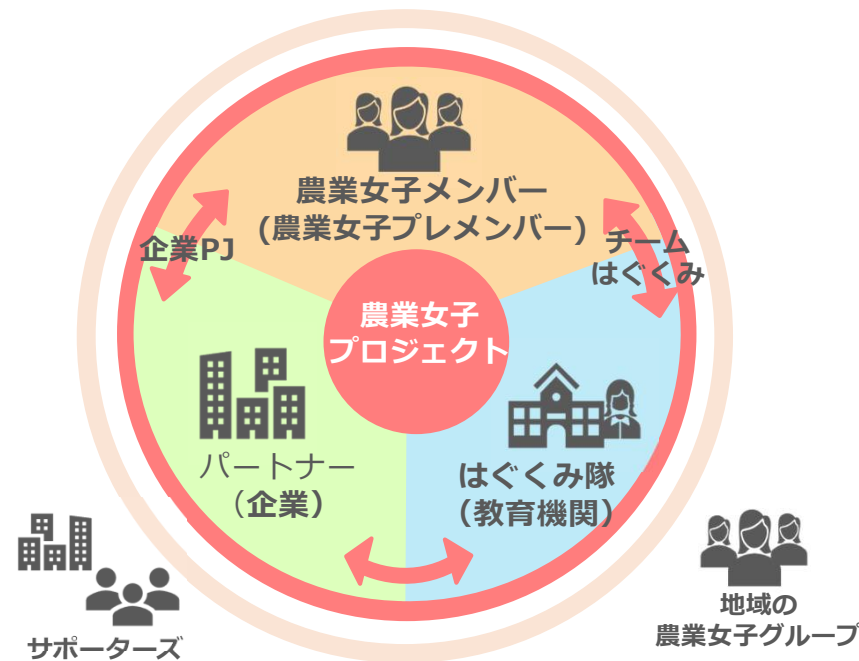 農業女子メンバー
(農業女子プレメンバー)
企業PJ
チーム
はぐくみ
農業女子
プロジェクト
パートナー
（企業）
はぐくみ隊
（教育機関）
サポーターズ
地域の
農業女子グループ